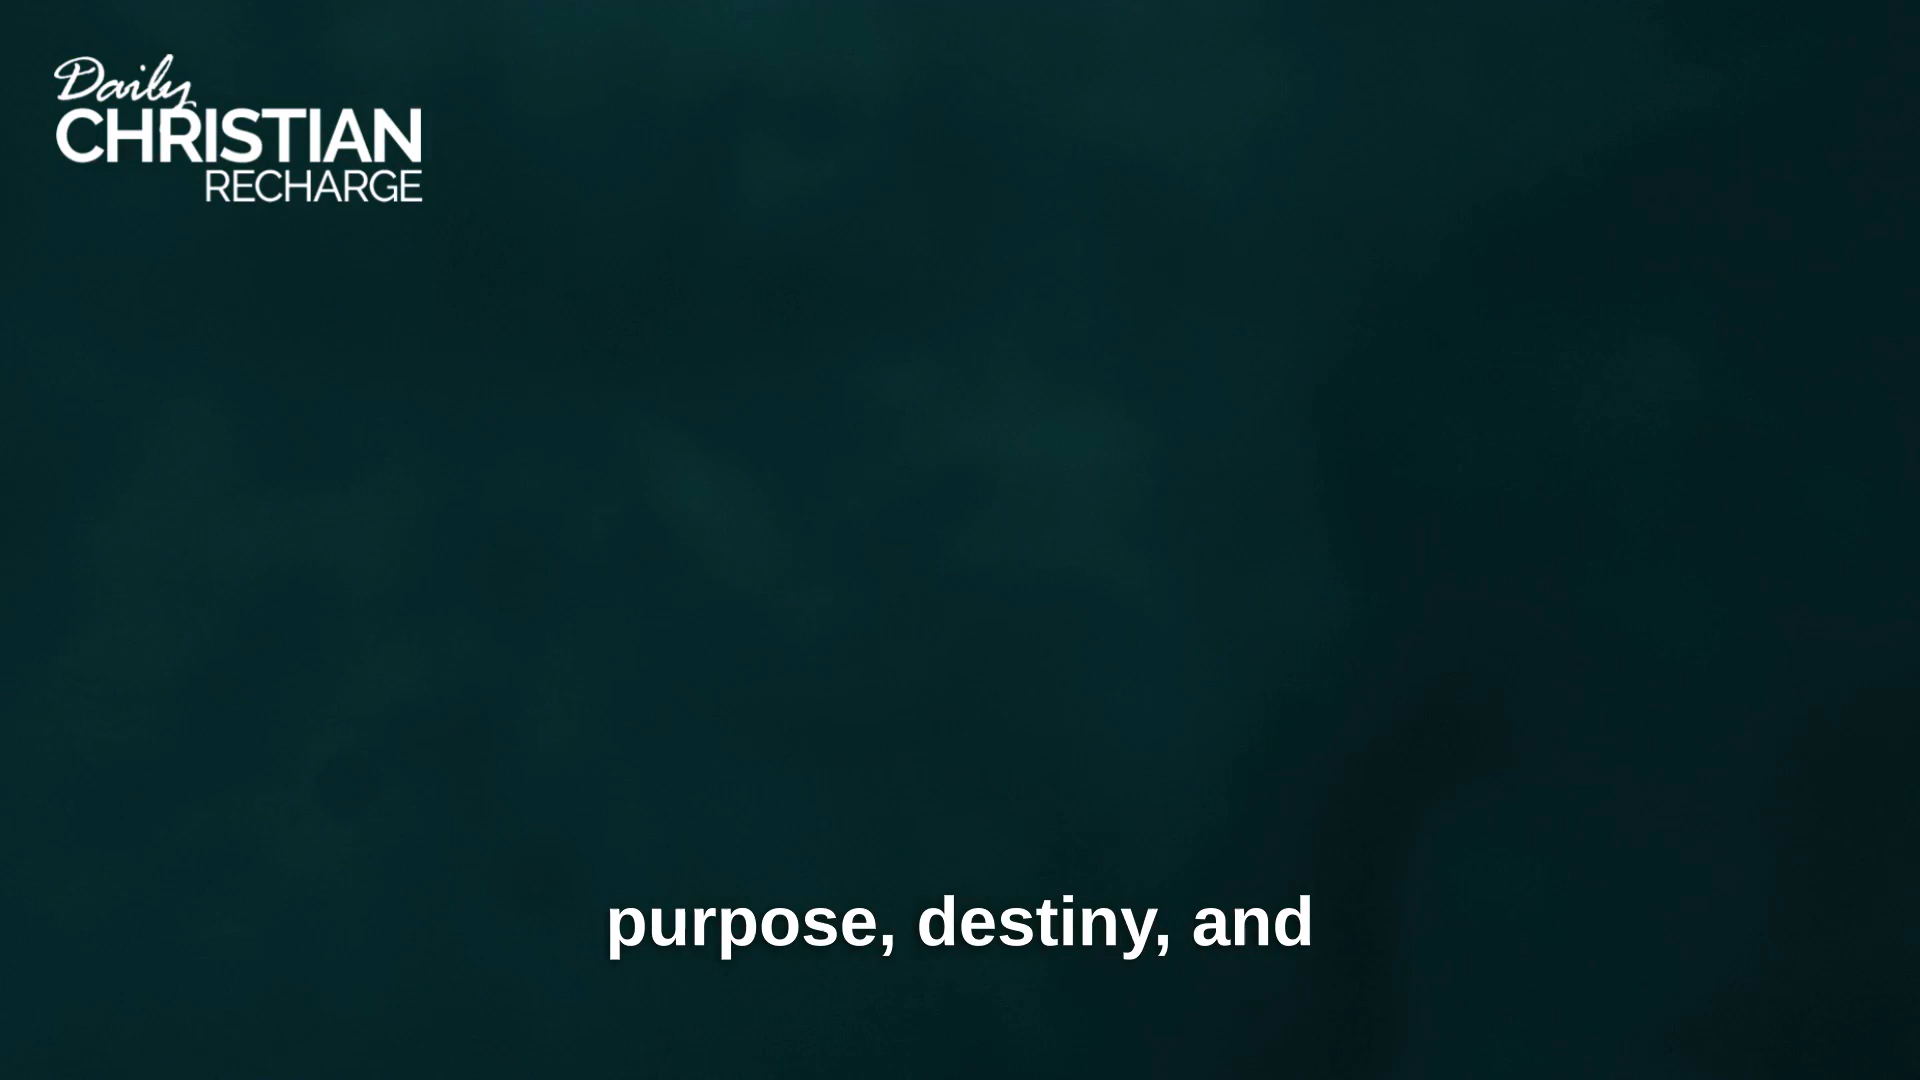 Daily
CHRISTIAN
RECHARGE
purpose, destiny, and